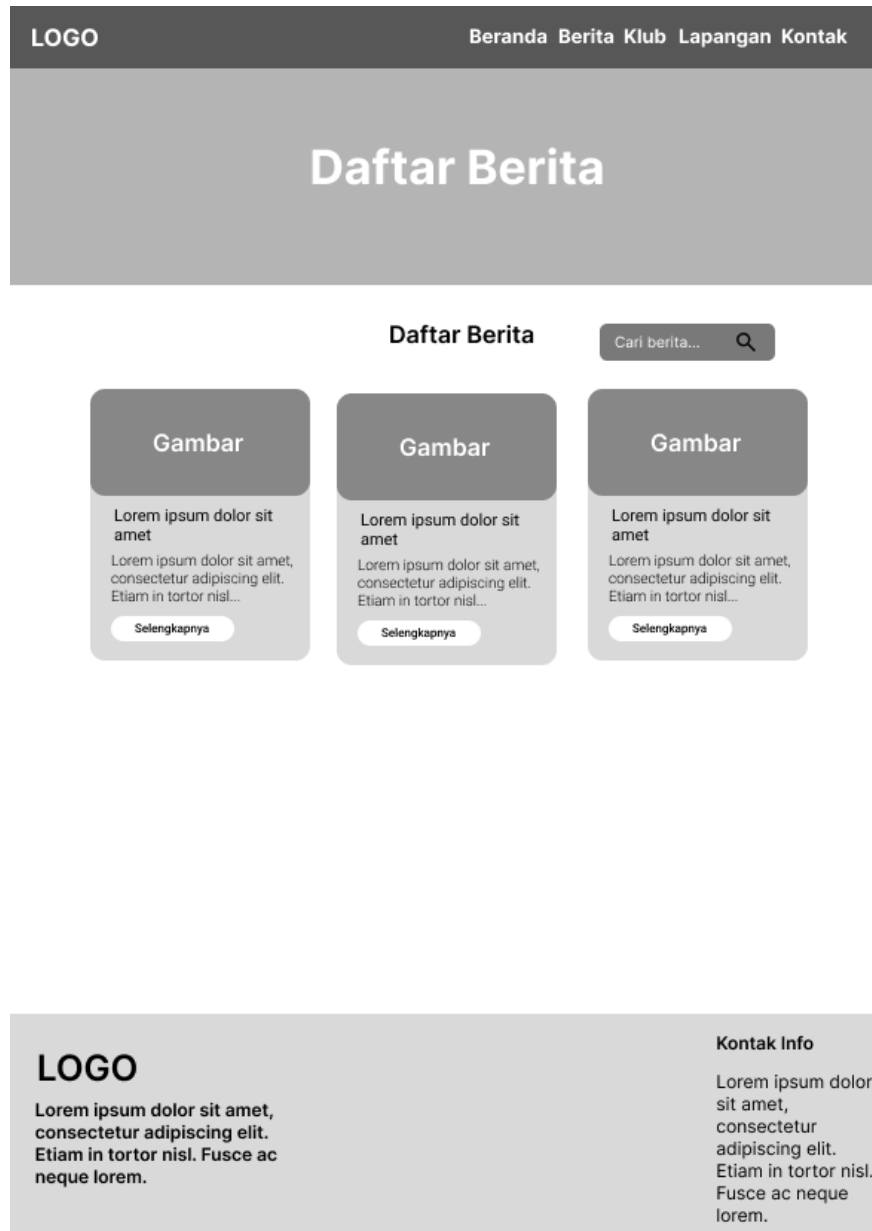 LOGO
Beranda Berita Klub Lapangan Kontak
Daftar Berita
Daftar Berita
Cari berita...
Gambar
Lorem ipsum dolor sit
amet
Lorem ipsum dolor sit amet,
consectetur adipiscing elit.
Etiam in tortor nisl...
Selengkapnya
Gambar
Lorem ipsum dolor sit
amet
Lorem ipsum dolor sit amet,
consectetur adipiscing elit.
Etiam in tortor nisl...
Selengkapnya
Gambar
Lorem ipsum dolor sit
amet
Lorem ipsum dolor sit amet,
consectetur adipiscing elit.
Etiam in tortor nisl...
Selengkapnya
LOGO
Lorem ipsum dolor sit amet,
consectetur adipiscing elit.
Etiam in tortor nisl. Fusce ac
neque lorem.
Kontak Info
Lorem ipsum dolor
sit amet,
consectetur
adipiscing elit.
Etiam in tortor nisl.
Fusce ac neque
lorem.